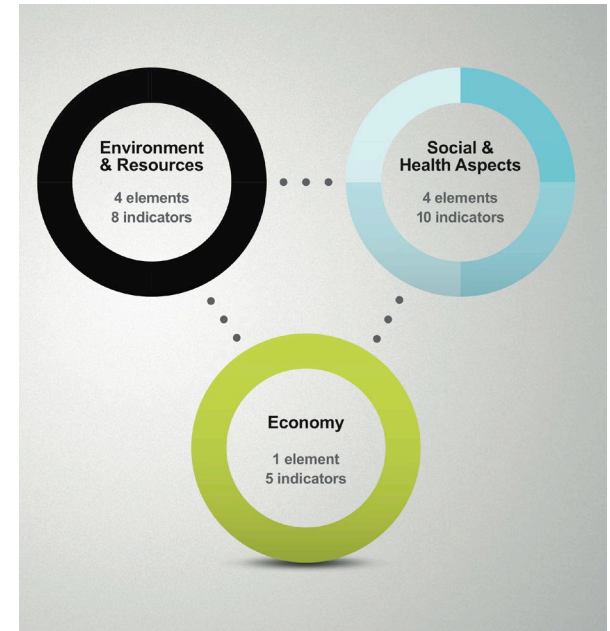 Environment
& Resources
4 elements
8 indicators
Social &
Health Aspects
4 elements
10 indicators
Economy
1 element
5 indicators